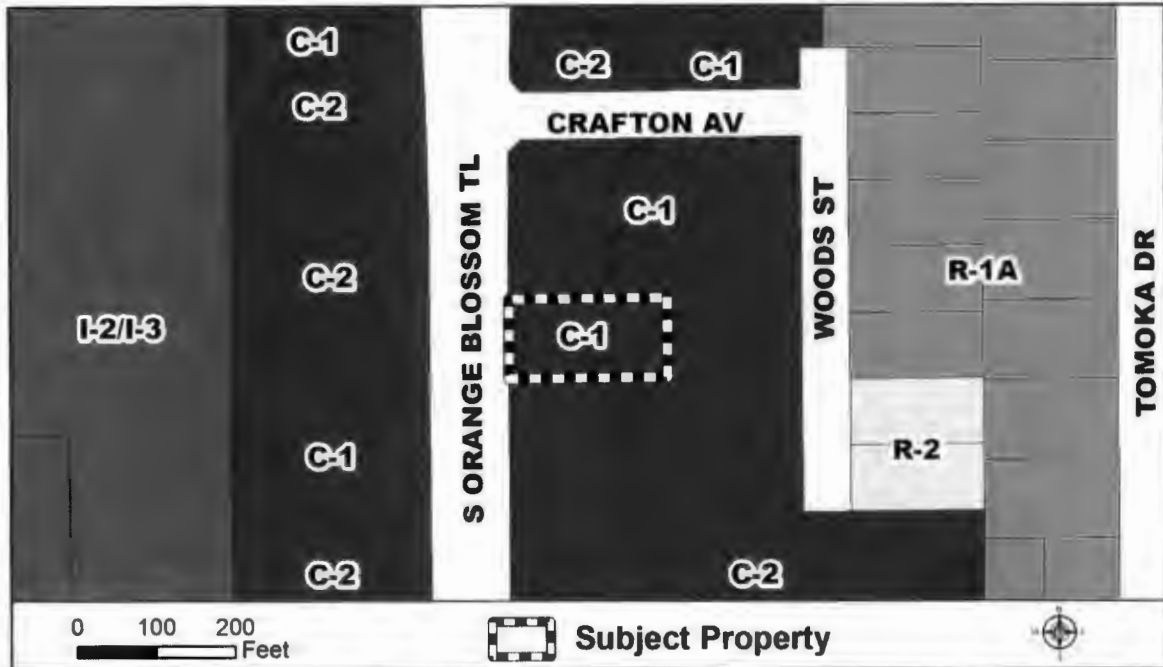 C-1
C-2
C-1
C-2
CRAFTON AV
C-1
S ORANGE BLOSSOM TL
WOODS ST
TOMOKA DR
R-1A
C-2
I-2/I-3
C-1
C-1
R-2
C-2
C-2
0 100 200
Feet
Subject Property